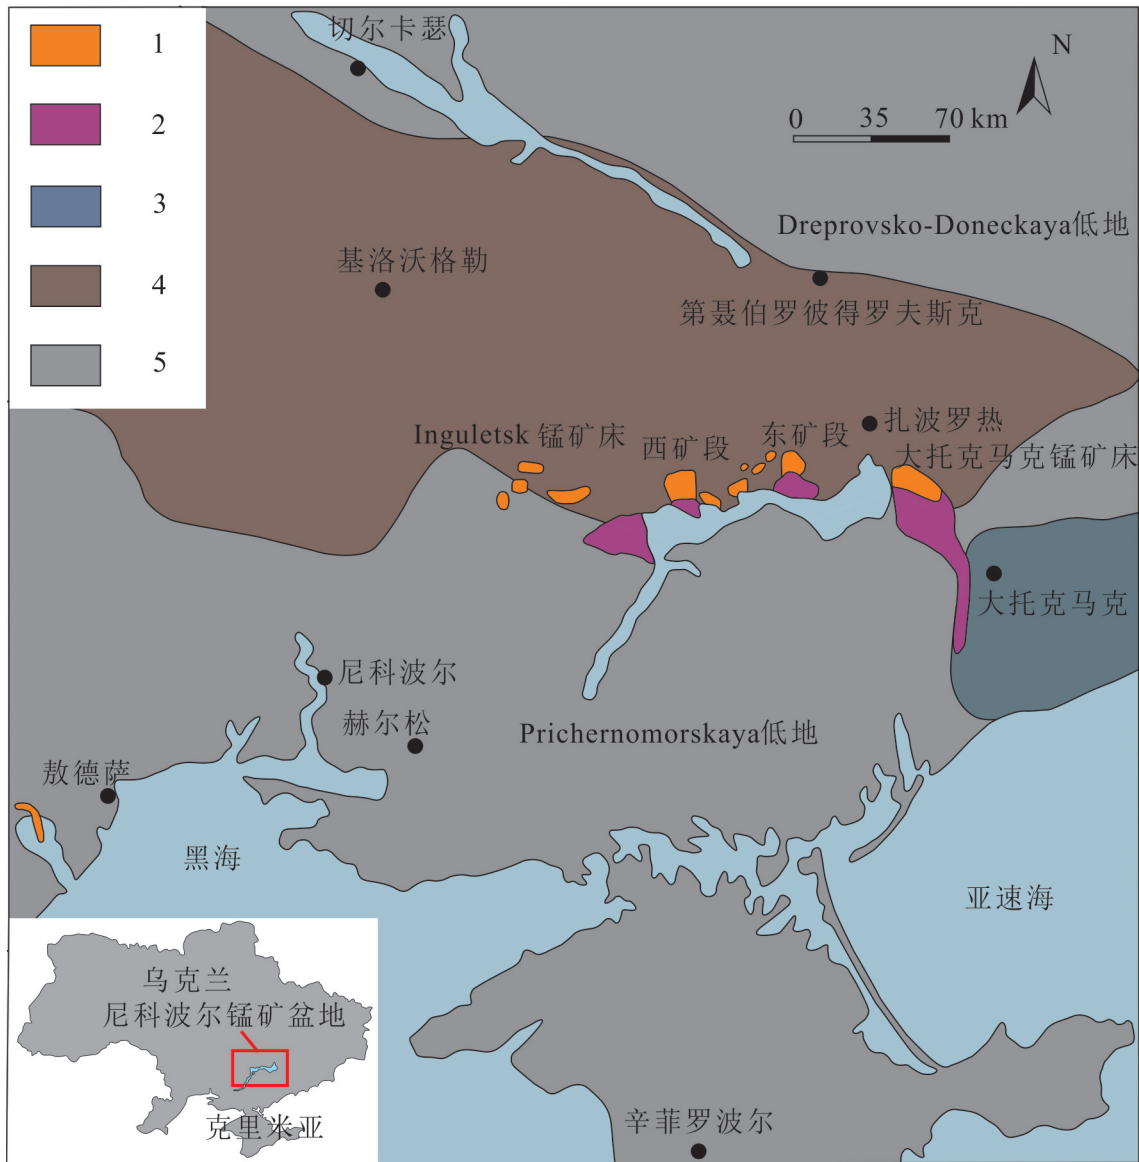 1
2
3
4
5
切尔卡瑟
N
0 35 70 km
Dreprovsko-Doneckaya低地
基洛沃格勒
第聂伯罗彼得罗夫斯克
Inguletsk 锰矿床
西矿段
东矿段
扎波罗热
大托克马克锰矿床
大托克马克
尼科波尔
赫尔松
Prichernomorskaya低地
敖德萨
黑海
亚速海
乌克兰
尼科波尔锰矿盆地
克里米亚
辛菲罗波尔